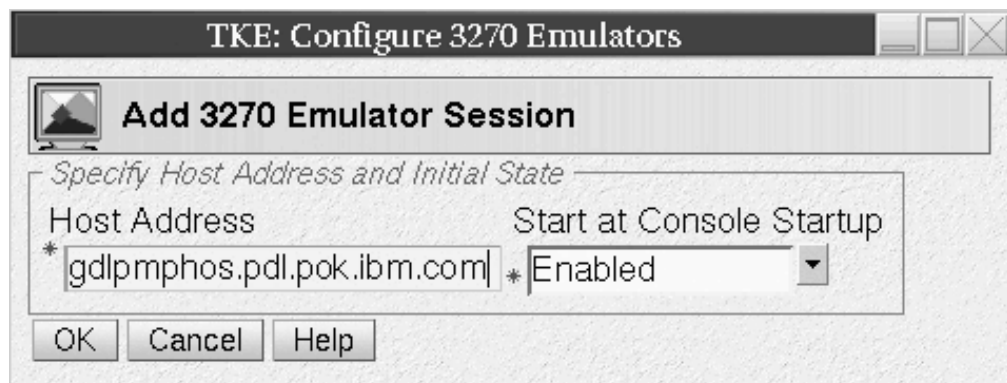 TKE: Configure 3270 Emulators
Add 3270 Emulator Session
Specify Host Address and Initial State
Host Address Start at Console Startup
* gdlpmphos.pdl.pok.ibm.com * Enabled
OK Cancel Help